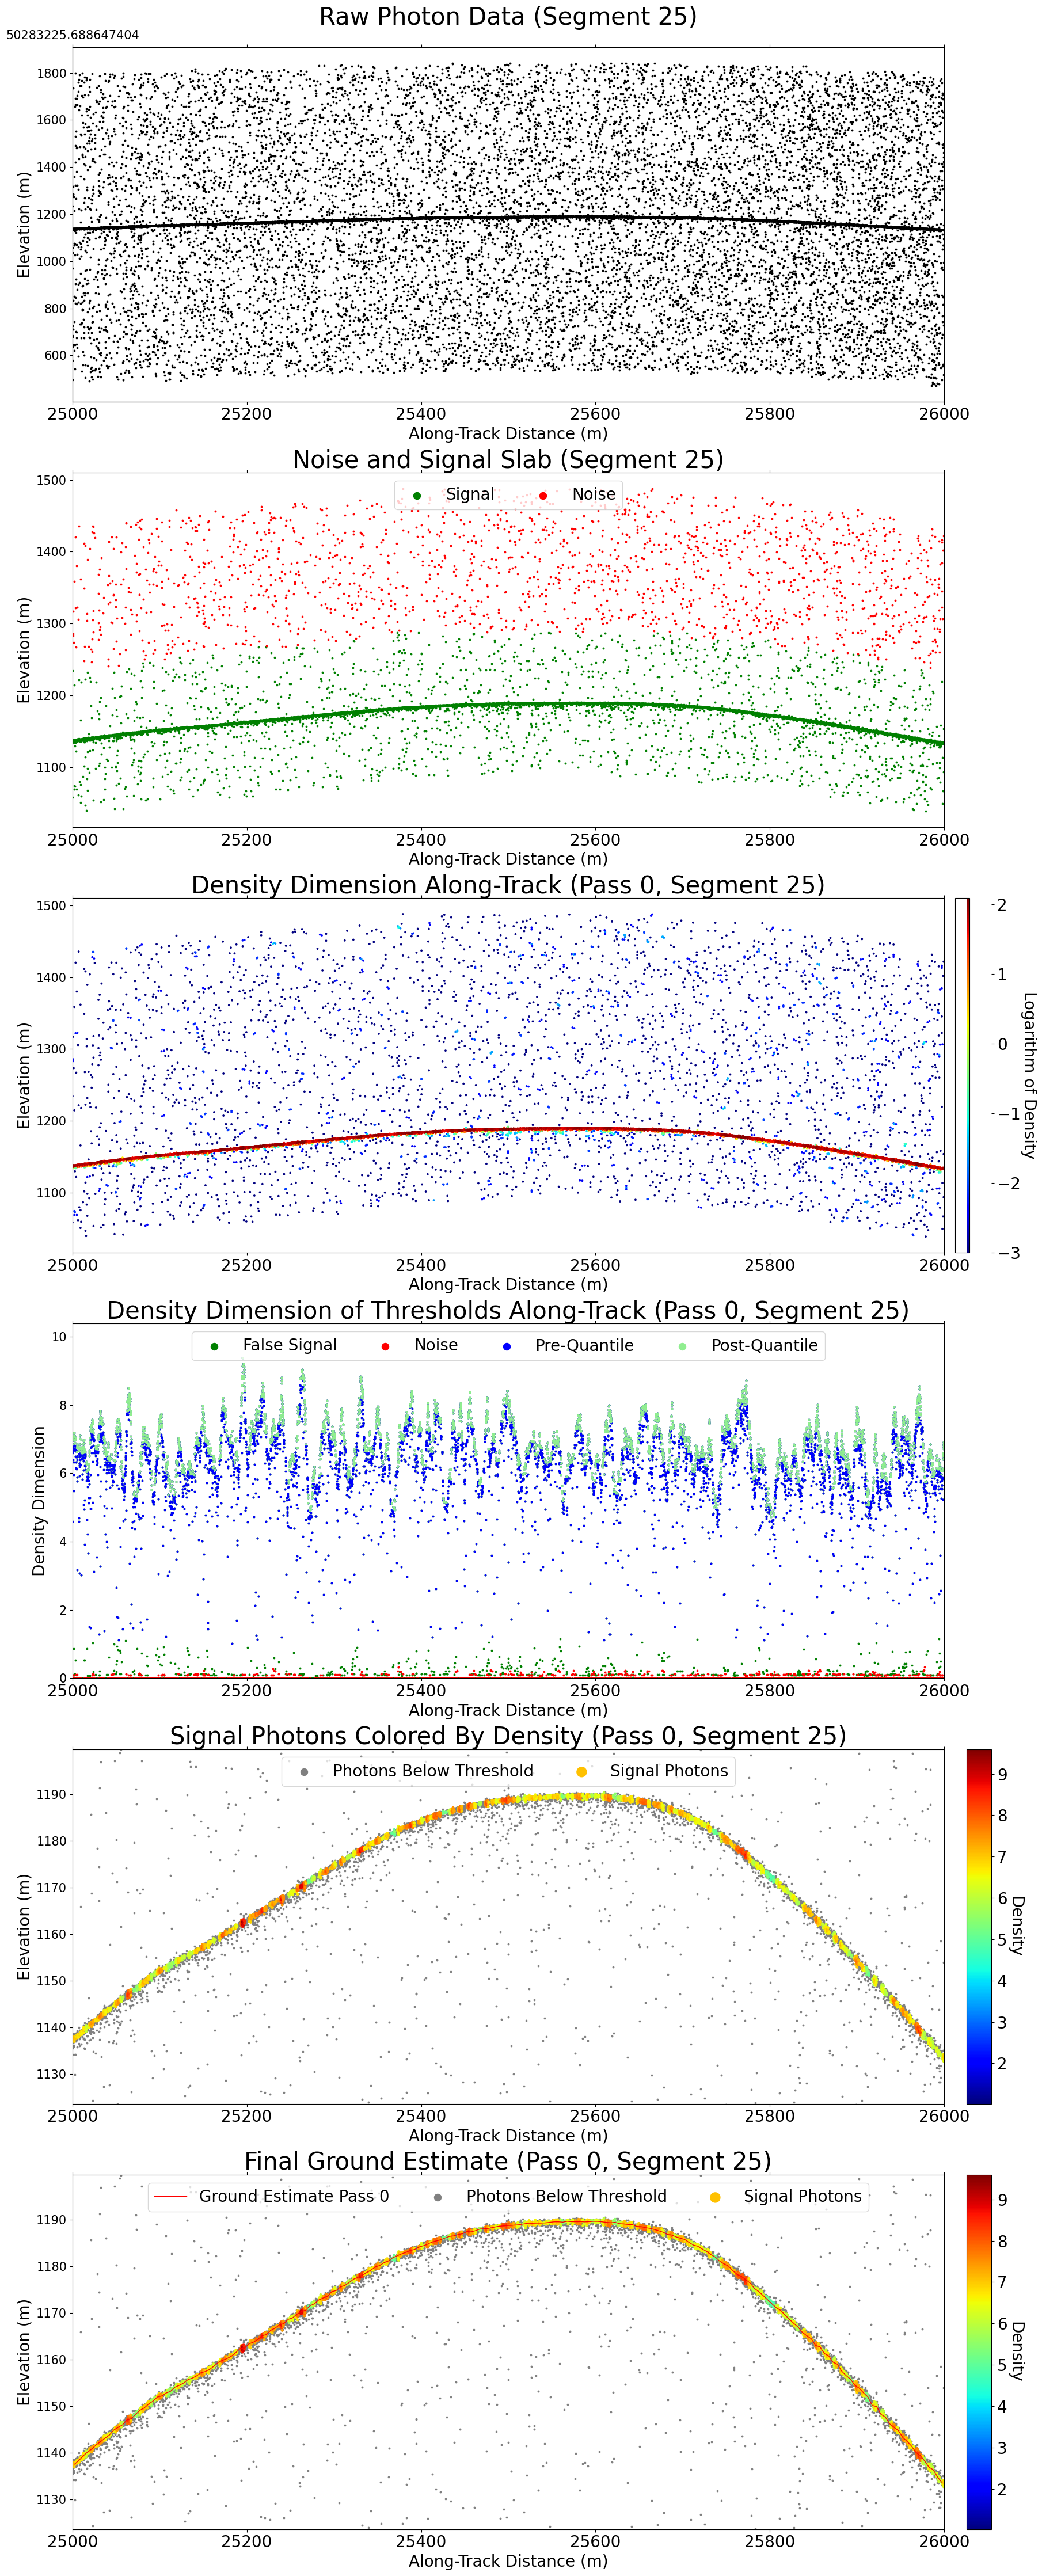 Raw Photon Data (Segment 25)
50283225.688647404
1800
1600
1400
1200
1000
800
600
Elevation (m)
25000 25200 25400 25600 25800 26000
Along-Track Distance (m)
Noise and Signal Slab (Segment 25)
Signal Noise
1500
1400
1300
1200
1100
Elevation (m)
25000 25200 25400 25600 25800 26000
Along-Track Distance (m)
Density Dimension Along-Track (Pass 0, Segment 25)
1500
1400
1300
1200
1100
Elevation (m)
25000 25200 25400 25600 25800 26000
Along-Track Distance (m)
2
1
0
−1
−2
−3
Logarithm of Density
Density Dimension of Thresholds Along-Track (Pass 0, Segment 25)
False Signal Noise Pre-Quantile Post-Quantile
10
8
6
4
2
0
Density Dimension
25000 25200 25400 25600 25800 26000
Along-Track Distance (m)
Signal Photons Colored By Density (Pass 0, Segment 25)
Photons Below Threshold Signal Photons
1190
1180
1170
1160
1150
1140
1130
Elevation (m)
25000 25200 25400 25600 25800 26000
Along-Track Distance (m)
9
8
7
6
5
4
3
2
Density
Final Ground Estimate (Pass 0, Segment 25)
Ground Estimate Pass 0 Photons Below Threshold Signal Photons
1190
1180
1170
1160
1150
1140
1130
Elevation (m)
25000 25200 25400 25600 25800 26000
Along-Track Distance (m)
9
8
7
6
5
4
3
2
Density